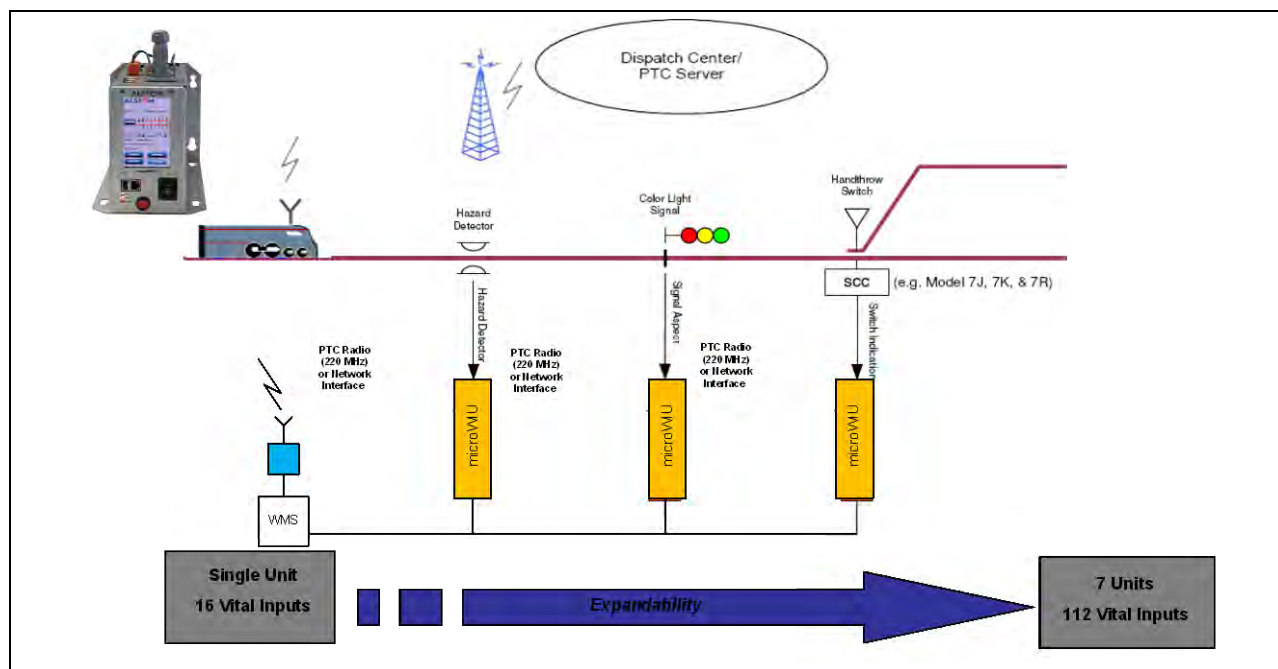 ALSTOM
Dispatch Center/
PTC Server
Handthrow
Switch
Color Light
Signal
Hazard
Detector
SCC
(e.g. Model 7J, 7K, & 7R)
Hazard Detector
Signal Aspect
Switch Indication
PTC Radio
(220 MHz)
or Network
Interface
PTC Radio
(220 MHz)
or Network
Interface
PTC Radio
(220 MHz)
or Network
Interface
microWIU
microWIU
microWIU
WMS
Single Unit
16 Vital Inputs
Expandability
7 Units
112 Vital Inputs